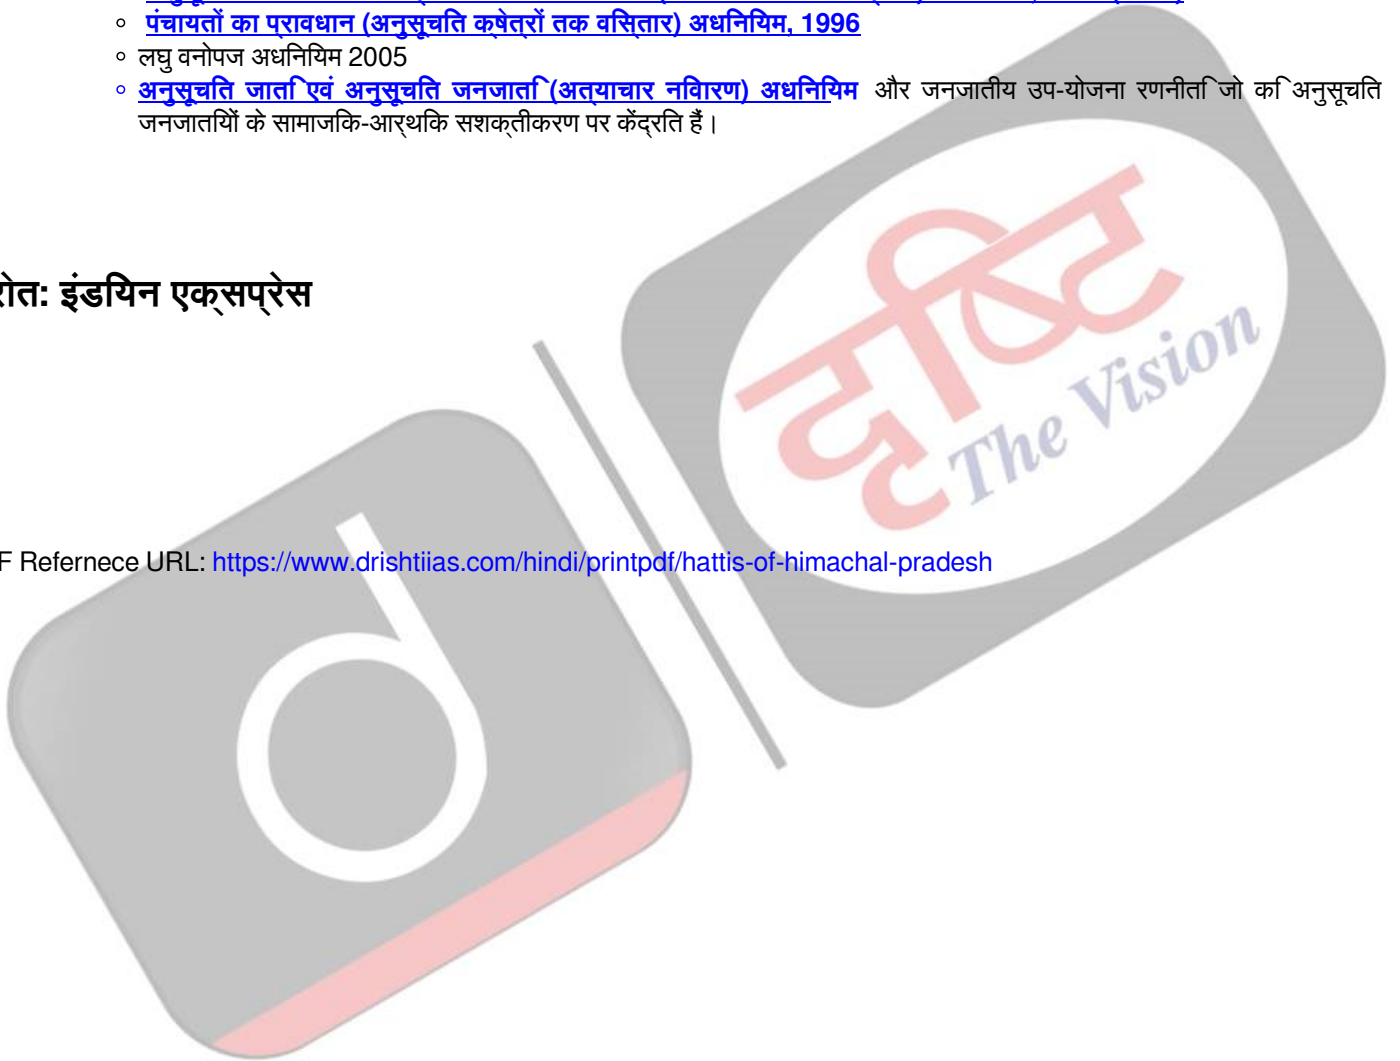 पंचायतों का प्रावधान (अनुसूचित क्षेत्रों तक विस्तार) अधिनियम, 1996
लघु वनोपज अधिनियम 2005
अनुसूचित जाति एवं अनुसूचित जनजाति (अत्याचार निवारण) अधिनियम और जनजातीय उप-योजना रणनीति जो कि अनुसूचित
जनजातियों के सामाजिक-आर्थिक सशक्तीकरण पर केंद्रित हैं।
रोत: इंडियन एक्सप्रेस
दृष्टि
The Vision
F Refernece URL: https://www.drishtiias.com/hindi/printpdf/hattis-of-himachal-pradesh
d